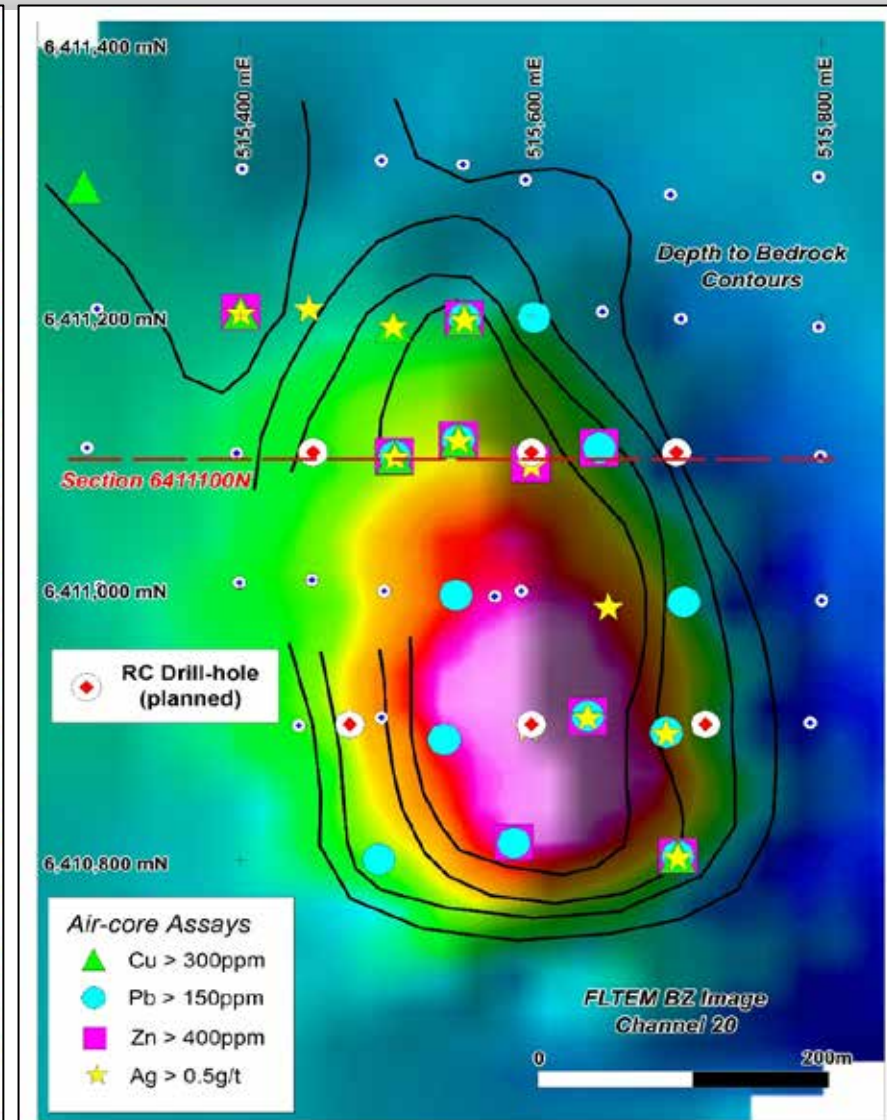 6,411,400 mN
515,400 mE
515,600 mE
515,800 mE
Depth to Bedrock
Contours
6,411,200 mN
Section 6411100N
6,411,000 mN
RC Drill-hole
(planned)
6,410,800 mN
Air-core Assays
Cu > 300ppm
Pb > 150ppm
Zn > 400ppm
Ag > 0.5g/t
FLTEM BZ Image
Channel 20
0
200m